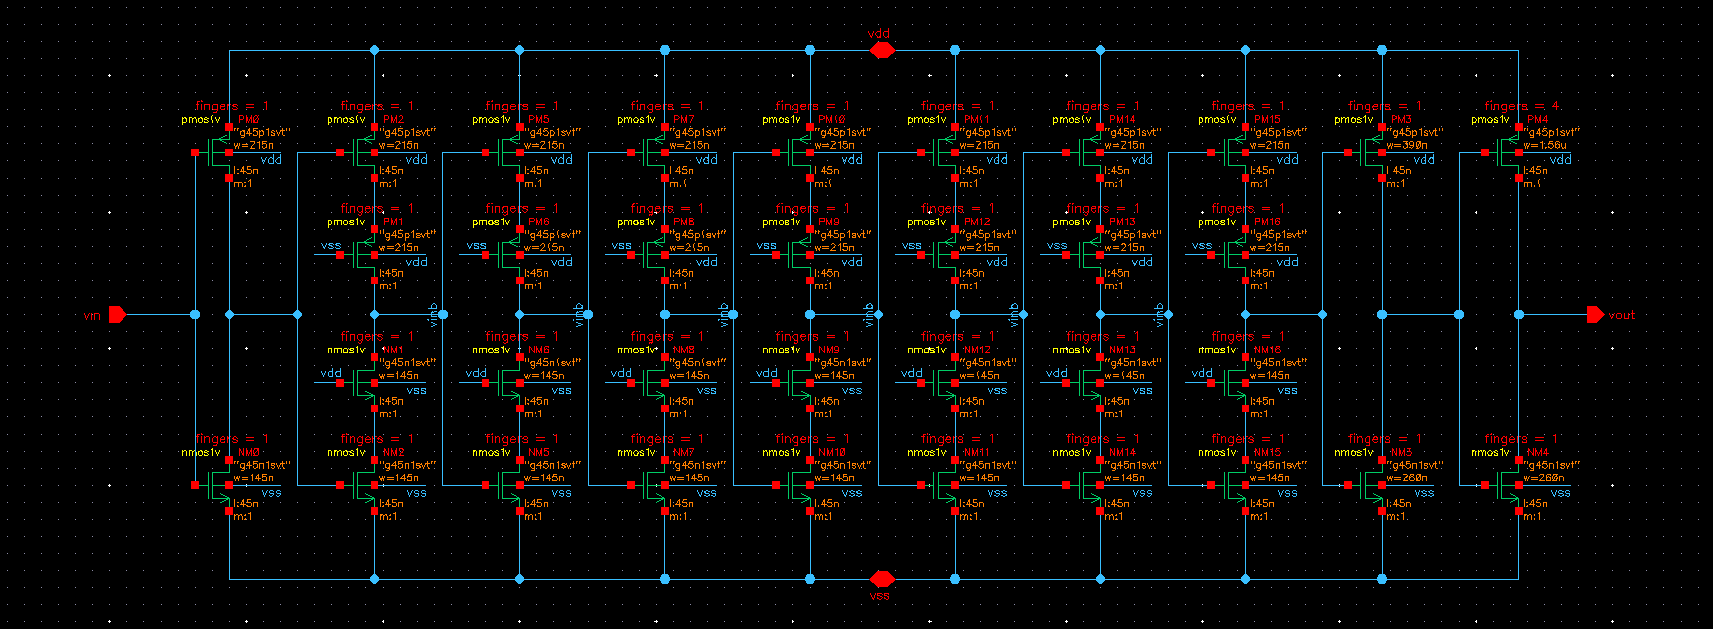 vdd
fingers = 1 fingers = 1 fingers = 1 fingers = 1 fingers = 1 fingers = 1 fingers = 1 fingers = 1 fingers = 1 fingers = 4
pmos1v PM0 pmos1v PM2 pmos1v PM5 pmos1v PM7 pmos1v PM10 pmos1v PM11 pmos1v PM14 pmos1v PM15 pmos1v PM3 pmos1v PM4
"g45p1svt" "g45p1svt" "g45p1svt" "g45p1svt" "g45p1svt" "g45p1svt" "g45p1svt" "g45p1svt" "g45p1svt" "g45p1svt"
w=215n w=215n w=215n w=215n w=215n w=215n w=215n w=215n w=390n w=1.56u
vdd vdd vdd vdd vdd vdd vdd vdd vdd vdd
l:45n l:45n l:45n l:45n l:45n l:45n l:45n l:45n l:45n l:45n
m:1 m:1 m:1 m:1 m:1 m:1 m:1 m:1 m:1 m:1
fingers = 1 fingers = 1 fingers = 1 fingers = 1 fingers = 1 fingers = 1 fingers = 1
pmos1v PM1 pmos1v PM6 pmos1v PM8 pmos1v PM9 pmos1v PM12 pmos1v PM13 pmos1v PM16
"g45p1svt" "g45p1svt" "g45p1svt" "g45p1svt" "g45p1svt" "g45p1svt" "g45p1svt"
vss w=215n vss w=215n vss w=215n vss w=215n vss w=215n vss w=215n vss w=215n
vdd vdd vdd vdd vdd vdd vdd
l:45n l:45n l:45n l:45n l:45n l:45n l:45n
m:1 m:1 m:1 m:1 m:1 m:1 m:1
vin vinb vinb vinb vinb vinb vinb vout
fingers = 1 fingers = 1 fingers = 1 fingers = 1 fingers = 1 fingers = 1 fingers = 1
nmos1v NM1 nmos1v NM6 nmos1v NM8 nmos1v NM9 nmos1v NM12 nmos1v NM13 nmos1v NM16
"g45n1svt" "g45n1svt" "g45n1svt" "g45n1svt" "g45n1svt" "g45n1svt" "g45n1svt"
vdd w=145n vdd w=145n vdd w=145n vdd w=145n vdd w=145n vdd w=145n vdd w=145n
vss vss vss vss vss vss vss
l:45n l:45n l:45n l:45n l:45n l:45n l:45n
m:1 m:1 m:1 m:1 m:1 m:1 m:1
fingers = 1 fingers = 1 fingers = 1 fingers = 1 fingers = 1 fingers = 1 fingers = 1 fingers = 1 fingers = 1 fingers = 1
nmos1v NM0 nmos1v NM2 nmos1v NM5 nmos1v NM7 nmos1v NM10 nmos1v NM11 nmos1v NM14 nmos1v NM15 nmos1v NM3 nmos1v NM4
"g45n1svt" "g45n1svt" "g45n1svt" "g45n1svt" "g45n1svt" "g45n1svt" "g45n1svt" "g45n1svt" "g45n1svt" "g45n1svt"
w=145n w=145n w=145n w=145n w=145n w=145n w=145n w=145n w=260n w=260n
vss vss vss vss vss vss vss vss vss vss
l:45n l:45n l:45n l:45n l:45n l:45n l:45n l:45n l:45n l:45n
m:1 m:1 m:1 m:1 m:1 m:1 m:1 m:1 m:1 m:1
vss